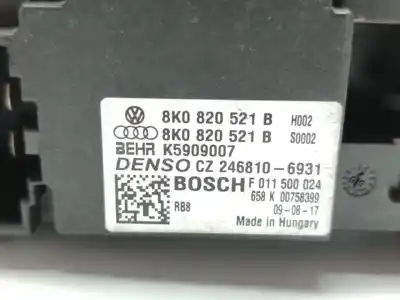 8K0 820 521 B H002
8K0 820 521 B S0002
BEHR K5909007
DENSO CZ 246810-6931
BOSCH F 011 500 024
658 K 00758399
RB8 09-08-17
Made in Hungary